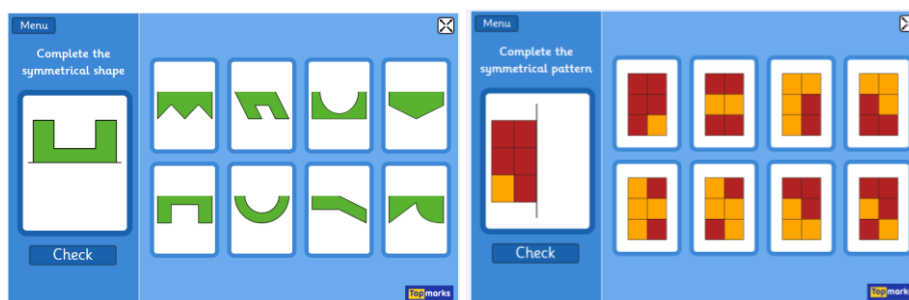 Menu
Complete the
symmetrical shape
Check
Topmarks
Menu
Complete the
symmetrical pattern
Check
Topmarks